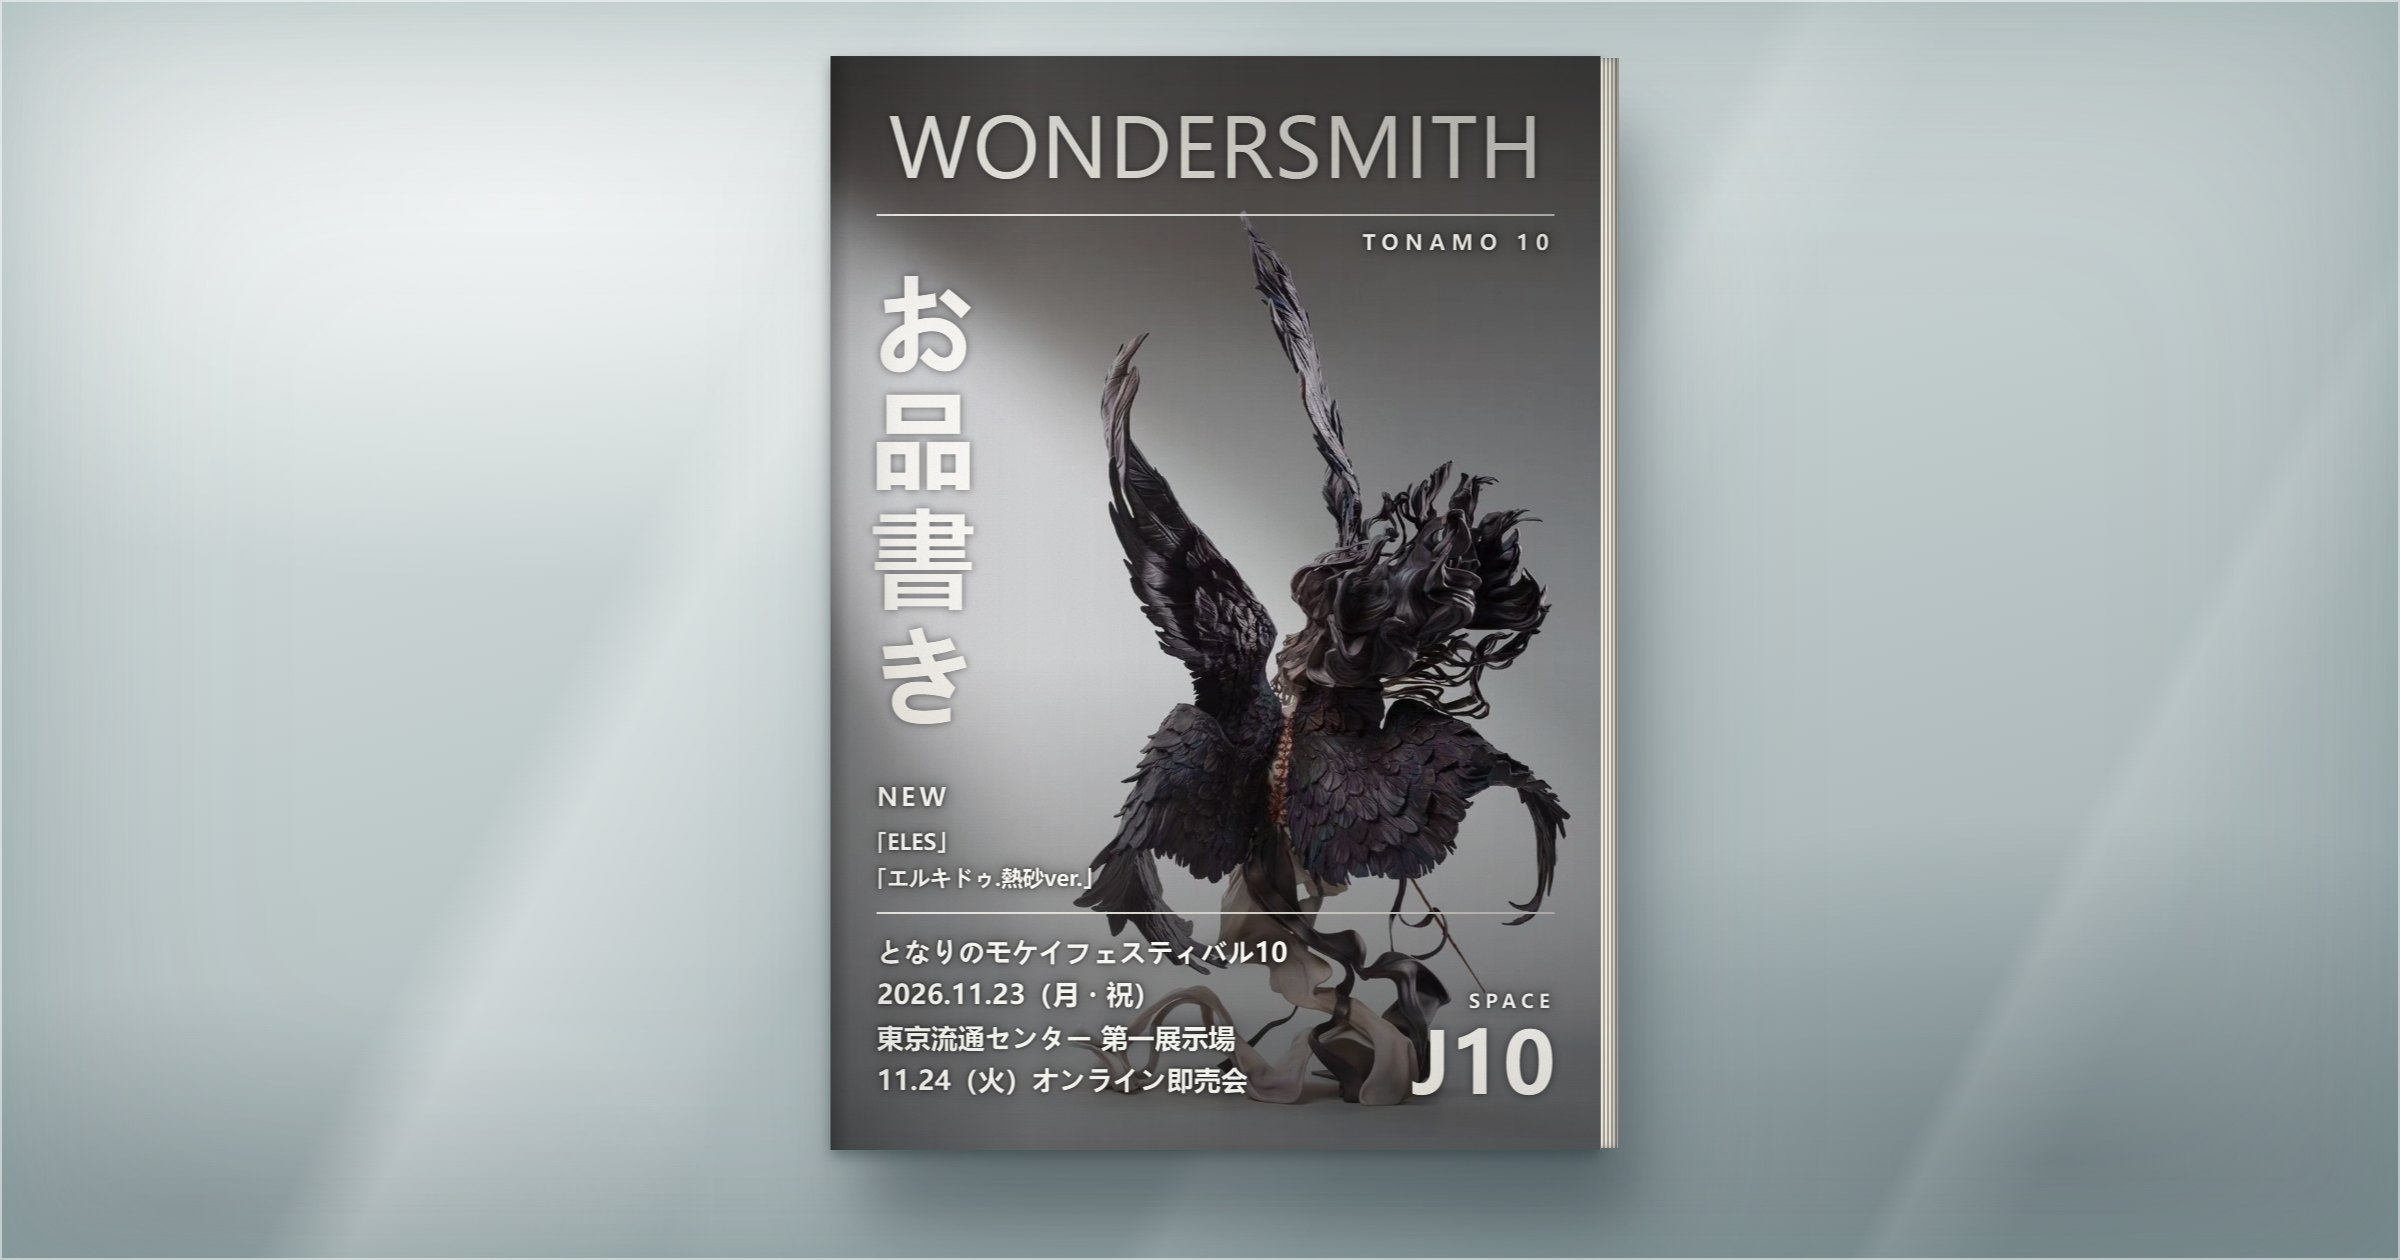 WONDERSMITH
TONAMO 10
お品書き
NEW
「ELES」
「エルキドゥ.熱砂ver.」
となりのモケイフェスティバル10
2026.11.23（月・祝）
東京流通センター 第一展示場
11.24（火）オンライン即売会
SPACE
J10